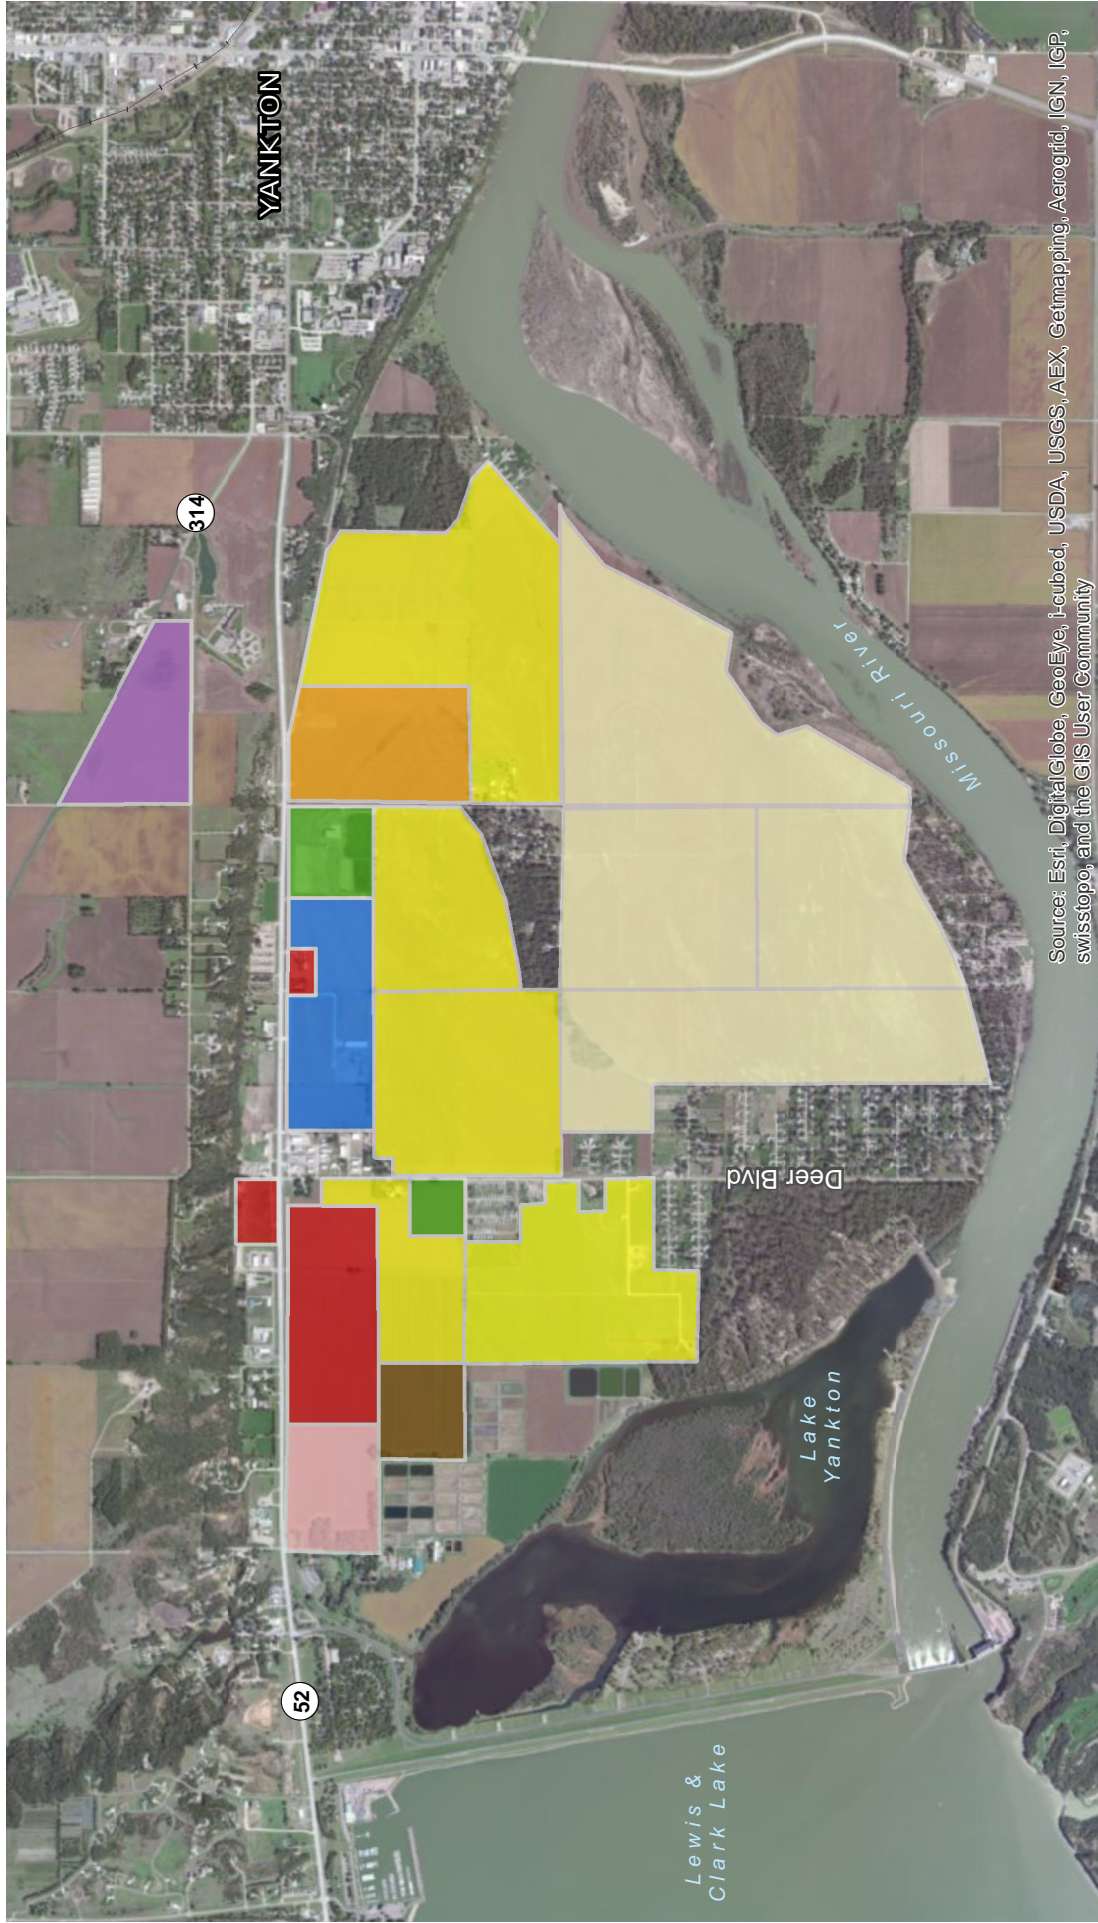 YANKTON
314
52
Missouri River
Deer Blvd
Lake
Yankton
Lewis &
Clark Lake
Source: Esri, DigitalGlobe, GeoEye, i-cubed, USDA, USGS, AEX, Getmapping, Aerogrid, IGN, IGP,
swisstopo, and the GIS User Community